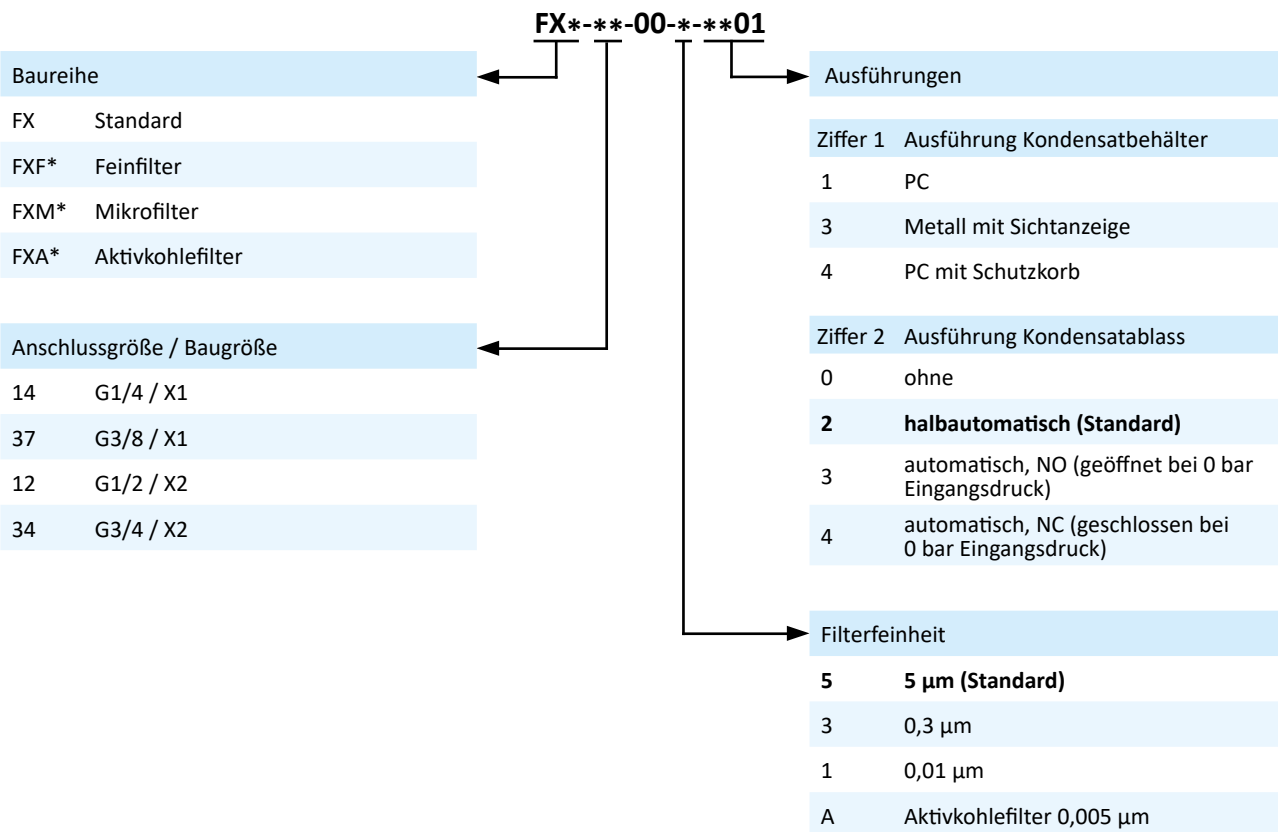 FX*-**-00-*-**01
Baureihe
FX Standard
FXF* Feinfilter
FXM* Mikrofilter
FXA* Aktivkohlefilter
Anschlussgröße / Baugröße
14 G1/4 / X1
37 G3/8 / X1
12 G1/2 / X2
34 G3/4 / X2
Ausführungen
Ziffer 1 Ausführung Kondensatbehälter
1 PC
3 Metall mit Sichtanzeige
4 PC mit Schutzkorb
Ziffer 2 Ausführung Kondensatablass
0 ohne
2 halbautomatisch (Standard)
3 automatisch, NO (geöffnet bei 0 bar
Eingangsdruck)
4 automatisch, NC (geschlossen bei
0 bar Eingangsdruck)
Filterfeinheit
5 5 µm (Standard)
3 0,3 µm
1 0,01 µm
A Aktivkohlefilter 0,005 µm